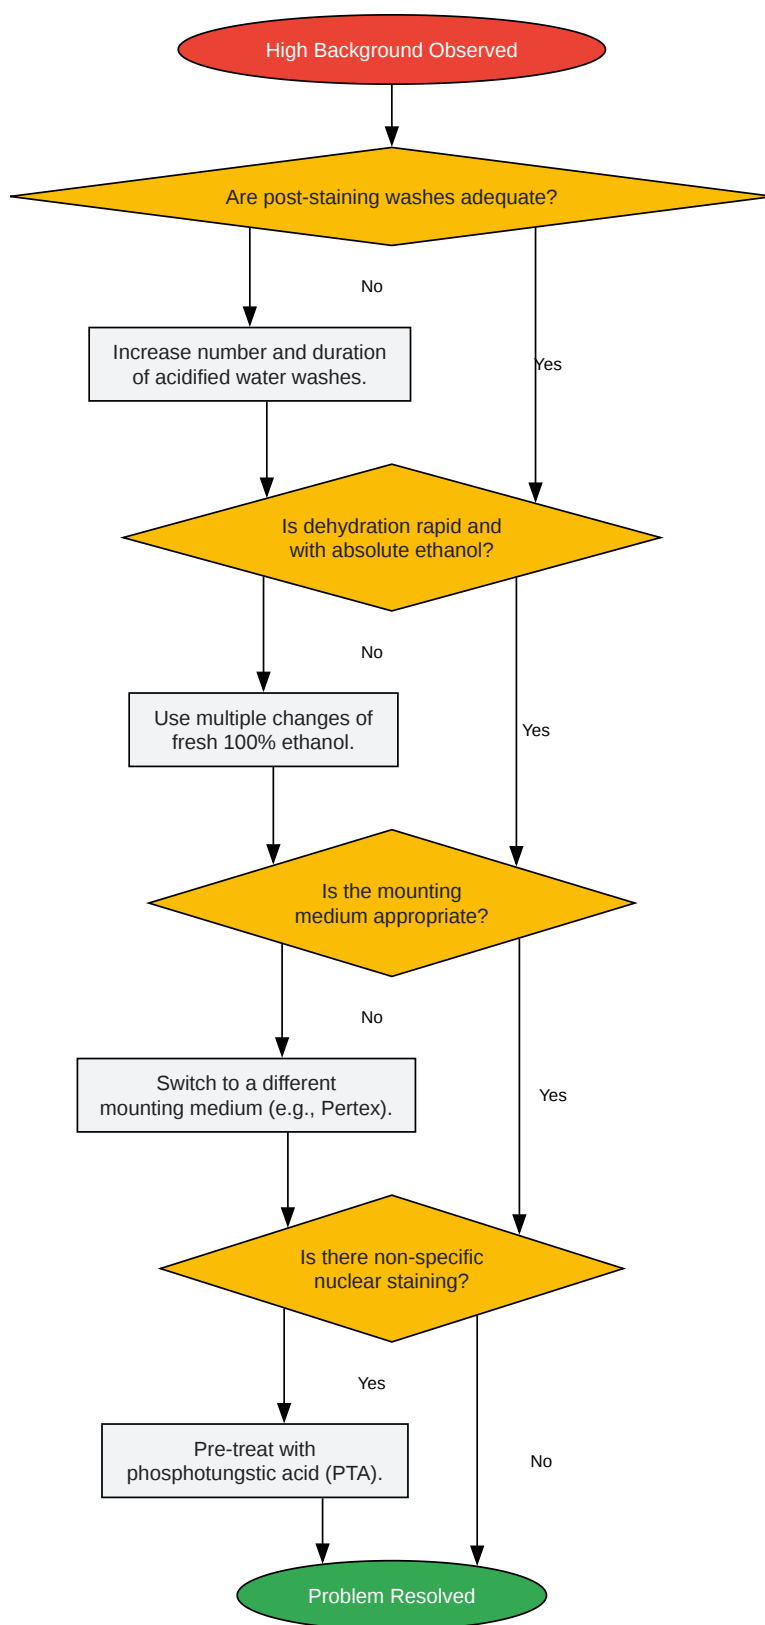 High Background Observed
Are post-staining washes adequate?
No
Increase number and duration
of acidified water washes.
Yes
Is dehydration rapid and
with absolute ethanol?
No
Use multiple changes of
fresh 100% ethanol.
Yes
Is the mounting
medium appropriate?
No
Switch to a different
mounting medium (e.g., Pertex).
Yes
Is there non-specific
nuclear staining?
Yes
Pre-treat with
phosphotungstic acid (PTA).
No
Problem Resolved